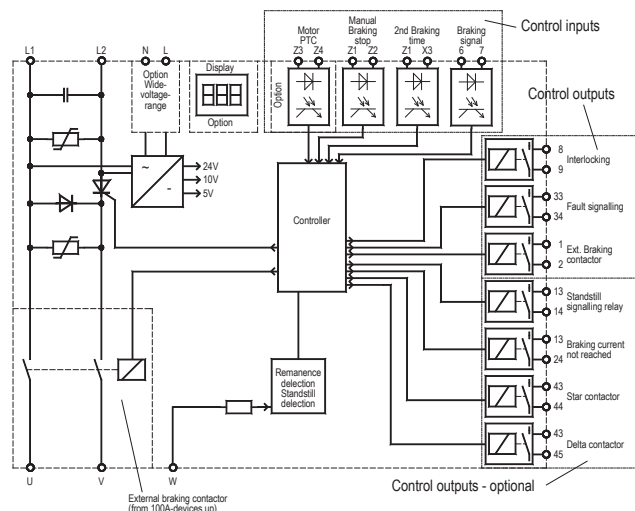 Control inputs
Motor
PTC
Z3 Z4
Manual
Braking
stop
Z1 Z2
2nd Braking
time
Z1 X3
Braking
signal
6 7
L1 L2 N L
Option
Wide-
voltage-
range
Display
Option
Option
Control outputs
~
-
24V
10V
5V
Controller
8
9
Interlocking
33
34
Fault signalling
1
2
Ext. Braking
contactor
13
14
Standstill
signalling relay
13
24
Braking current
not reached
43
44
Star contactor
43
45
Delta contactor
Remanence
delection
Standstill
delection
U V W
External braking contactor
(from 100A-devices up)
Control outputs - optional